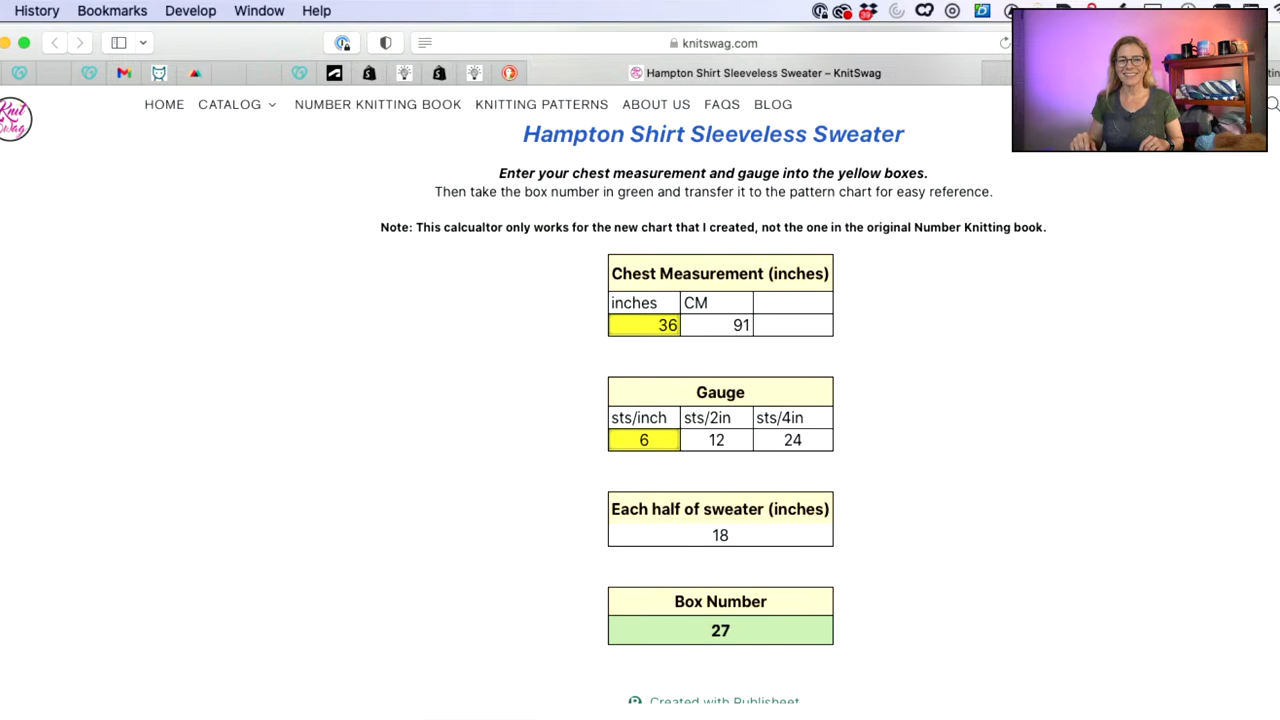 History Bookmarks Develop Window Help
knitswag.com
Hampton Shirt Sleeveless Sweater – KnitSwag
Knit
Swag
HOME CATALOG NUMBER KNITTING BOOK KNITTING PATTERNS ABOUT US FAQS BLOG
Hampton Shirt Sleeveless Sweater
Enter your chest measurement and gauge into the yellow boxes.
Then take the box number in green and transfer it to the pattern chart for easy reference.
Note: This calcualtor only works for the new chart that I created, not the one in the original Number Knitting book.
Chest Measurement (inches)
inches CM
36 91
Gauge
sts/inch sts/2in sts/4in
6 12 24
Each half of sweater (inches)
18
Box Number
27
Created with Publisheet